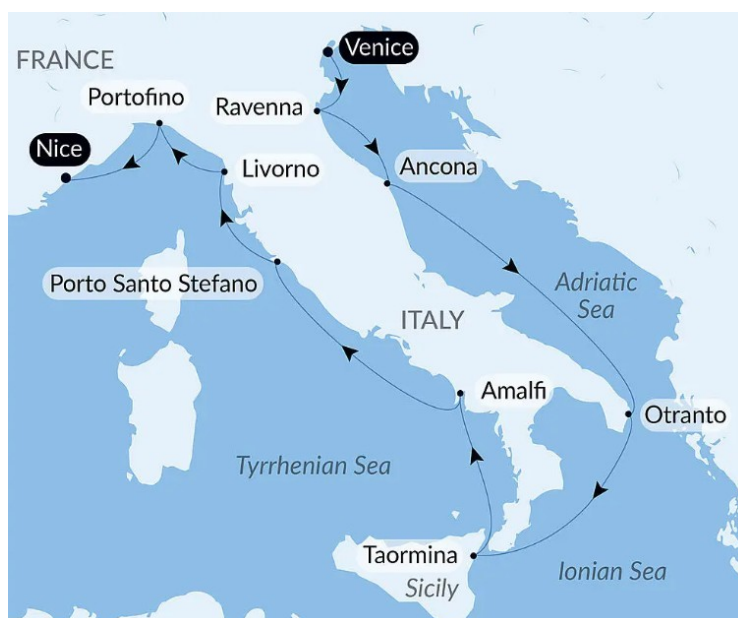 Venice
FRANCE
Portofino
Ravenna
Nice
Livorno
Ancona
Porto Santo Stefano
Adriatic
Sea
ITALY
Amalfi
Otranto
Tyrrhenian Sea
Taormina
Ionian Sea
Sicily